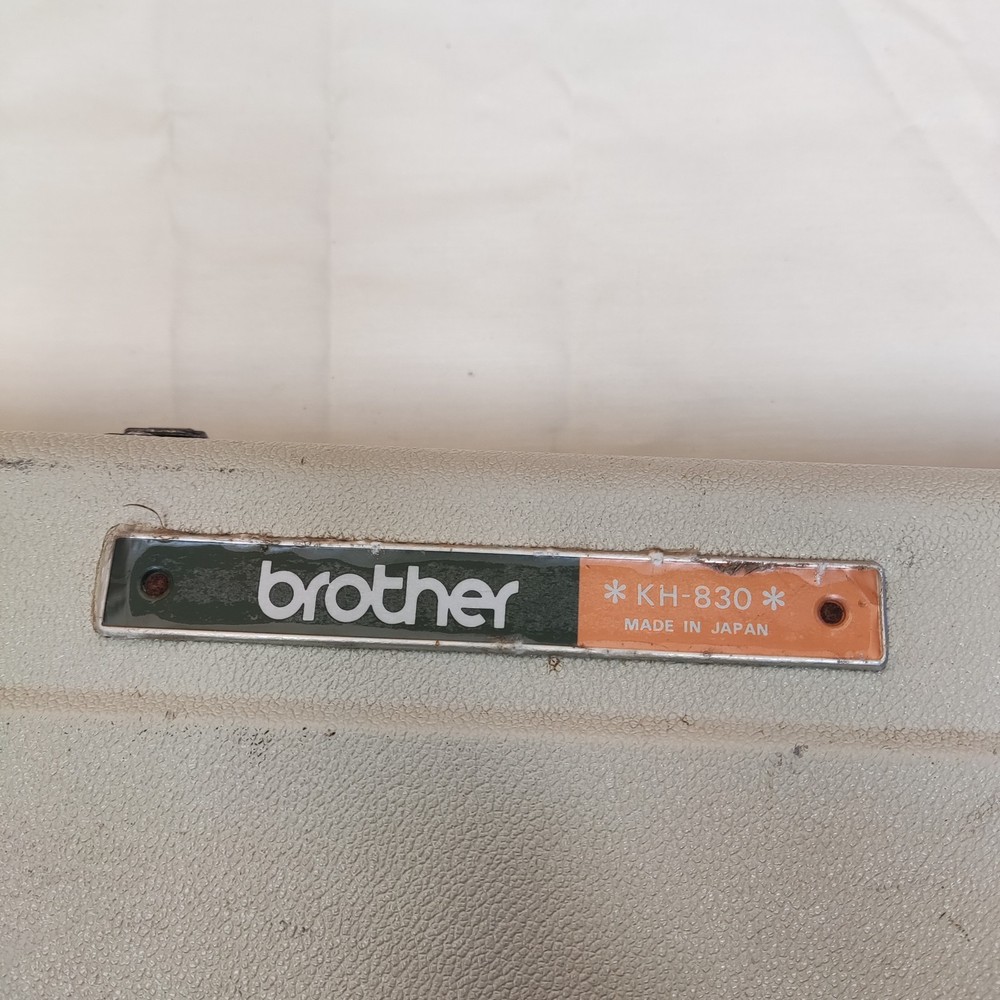 brother
* KH-830 *
MADE IN JAPAN